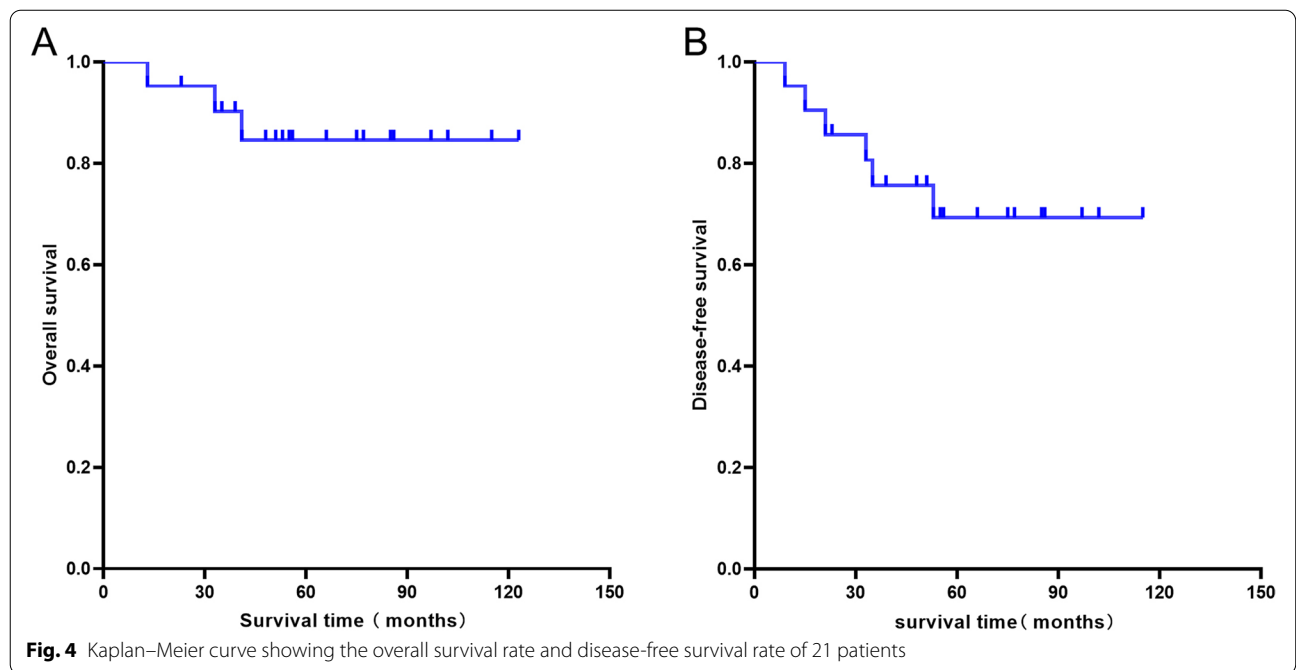 A
1.0
0.8
0.6
0.4
0.2
0.0
Overall survival
0 30 60 90 120 150
Survival time ( months)
B
1.0
0.8
0.6
0.4
0.2
0.0
Disease-free survival
0 30 60 90 120 150
survival time( months)
Fig. 4 Kaplan–Meier curve showing the overall survival rate and disease-free survival rate of 21 patients